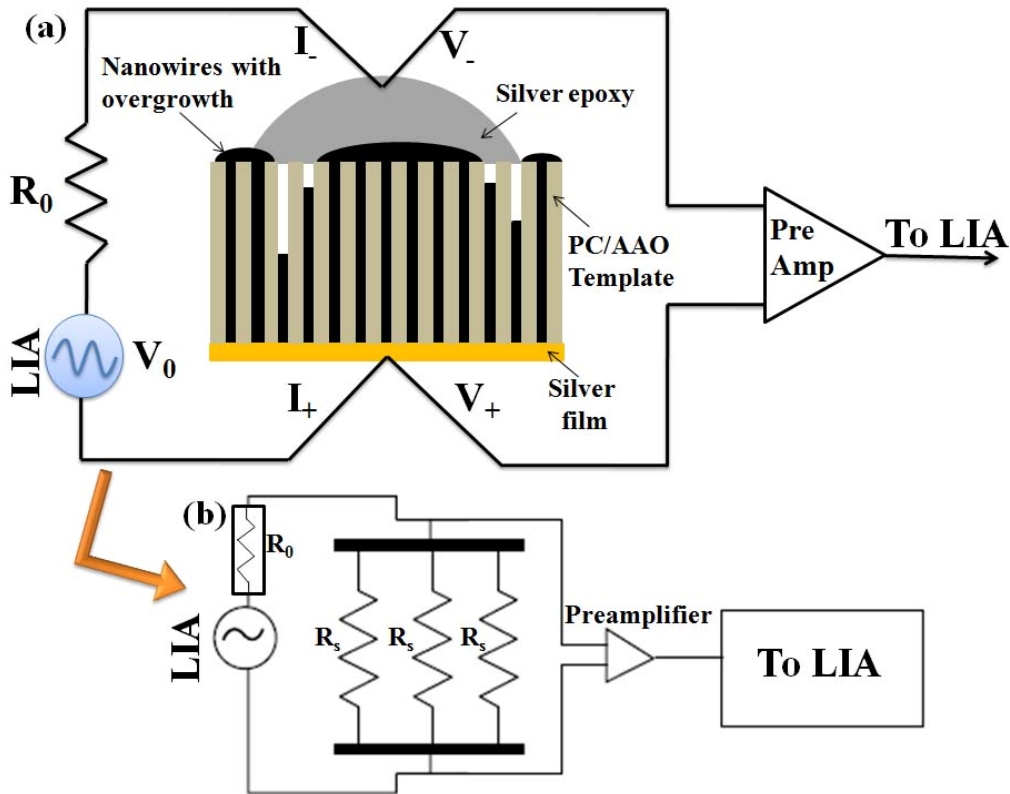 (a)
I-
V-
Nanowires with
overgrowth
Silver epoxy
R0
PC/AAO
Template
Pre
Amp
To LIA
LIA
V0
I+
V+
Silver
film
(b)
R0
LIA
Rs
Rs
Rs
Preamplifier
To LIA